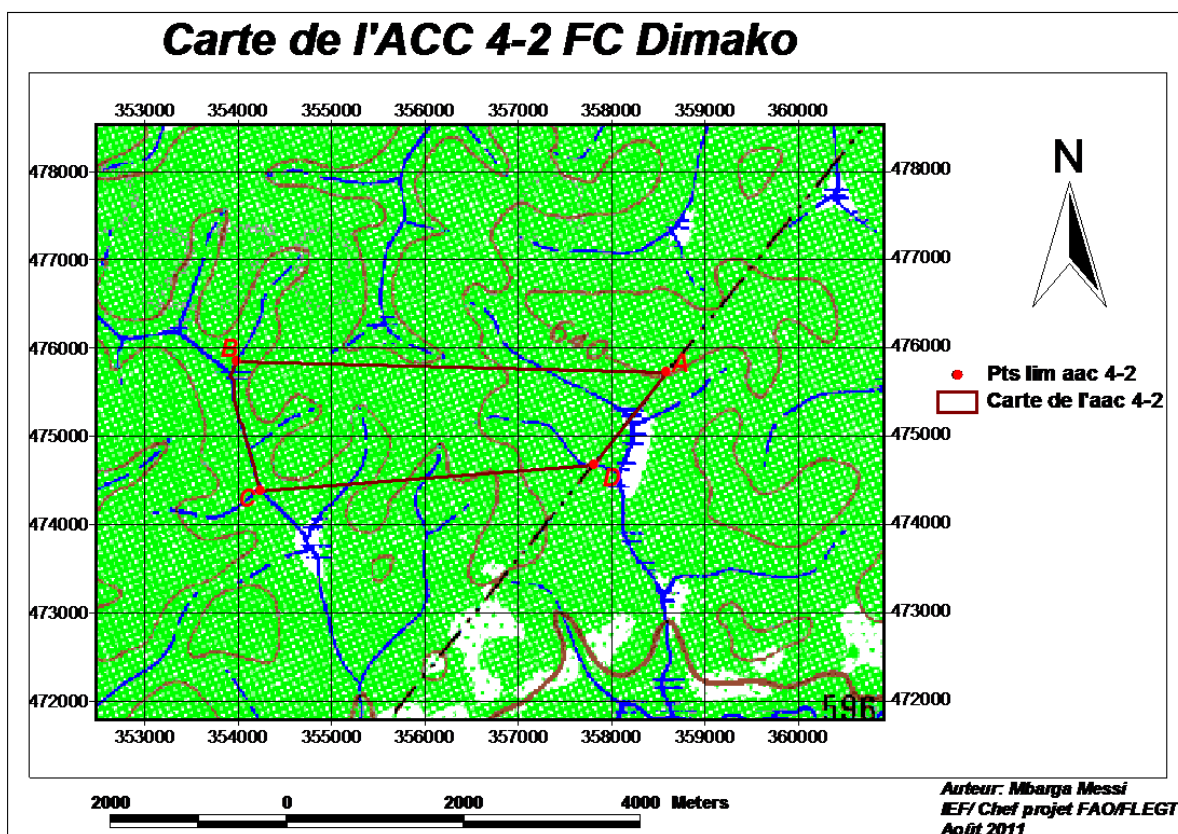 Carte de l'ACC 4-2 FC Dimako
353000 354000 355000 356000 357000 358000 359000 360000
478000 478000
477000 477000
476000 476000
475000 475000
474000 474000
473000 473000
472000 472000
640
B
A
C
D
596
353000 354000 355000 356000 357000 358000 359000 360000
N
Pts lim aac 4-2
Carte de l'aac 4-2
2000 0 2000 4000 Meters
Auteur: Mbarga Messi
IEF/ Chef projet FAO/FLEGT
Août 2011